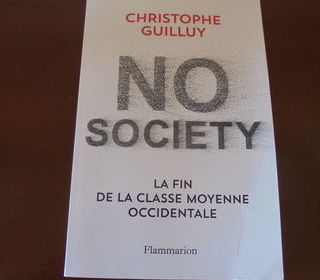 CHRISTOPHE
GUILLUY
NO
SOCIETY
LA FIN
DE LA CLASSE MOYENNE
OCCIDENTALE
Flammarion